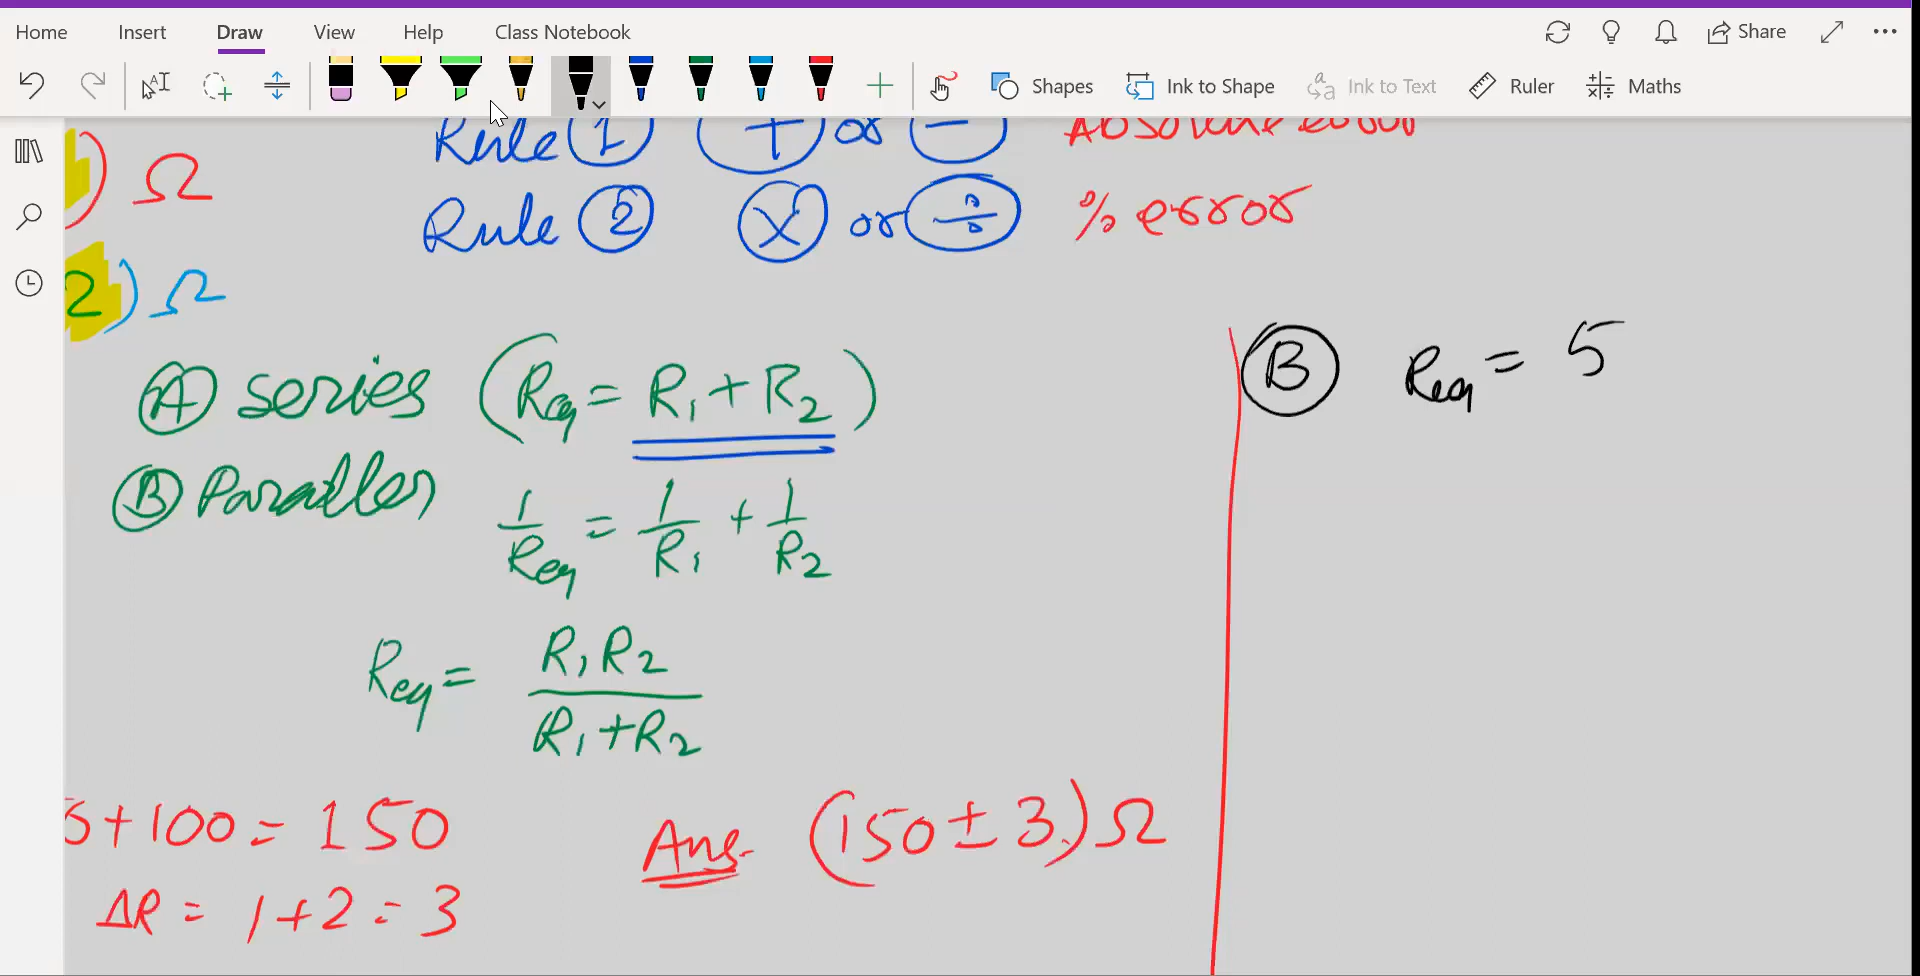 Home Insert Draw View Help Class Notebook Share
Shapes Ink to Shape Ink to Text Ruler Maths
Rule 1 + or − Absolute error
) Ω
Rule 2 × or ÷ % error
2) Ω
A series (Req = R1 + R2)
B Req = 5
B Parallel
1/Req = 1/R1 + 1/R2
Req = R1R2/R1+R2
+ 100 = 150
Ans. (150 ± 3) Ω
ΔR = 1 + 2 = 3